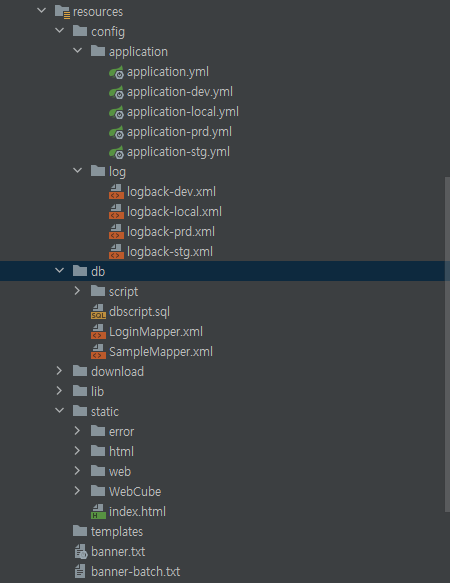 resources
config
application
application.yml
application-dev.yml
application-local.yml
application-prd.yml
application-stg.yml
log
logback-dev.xml
logback-local.xml
logback-prd.xml
logback-stg.xml
db
script
dbscript.sql
LoginMapper.xml
SampleMapper.xml
download
lib
static
error
html
web
WebCube
index.html
templates
banner.txt
banner-batch.txt